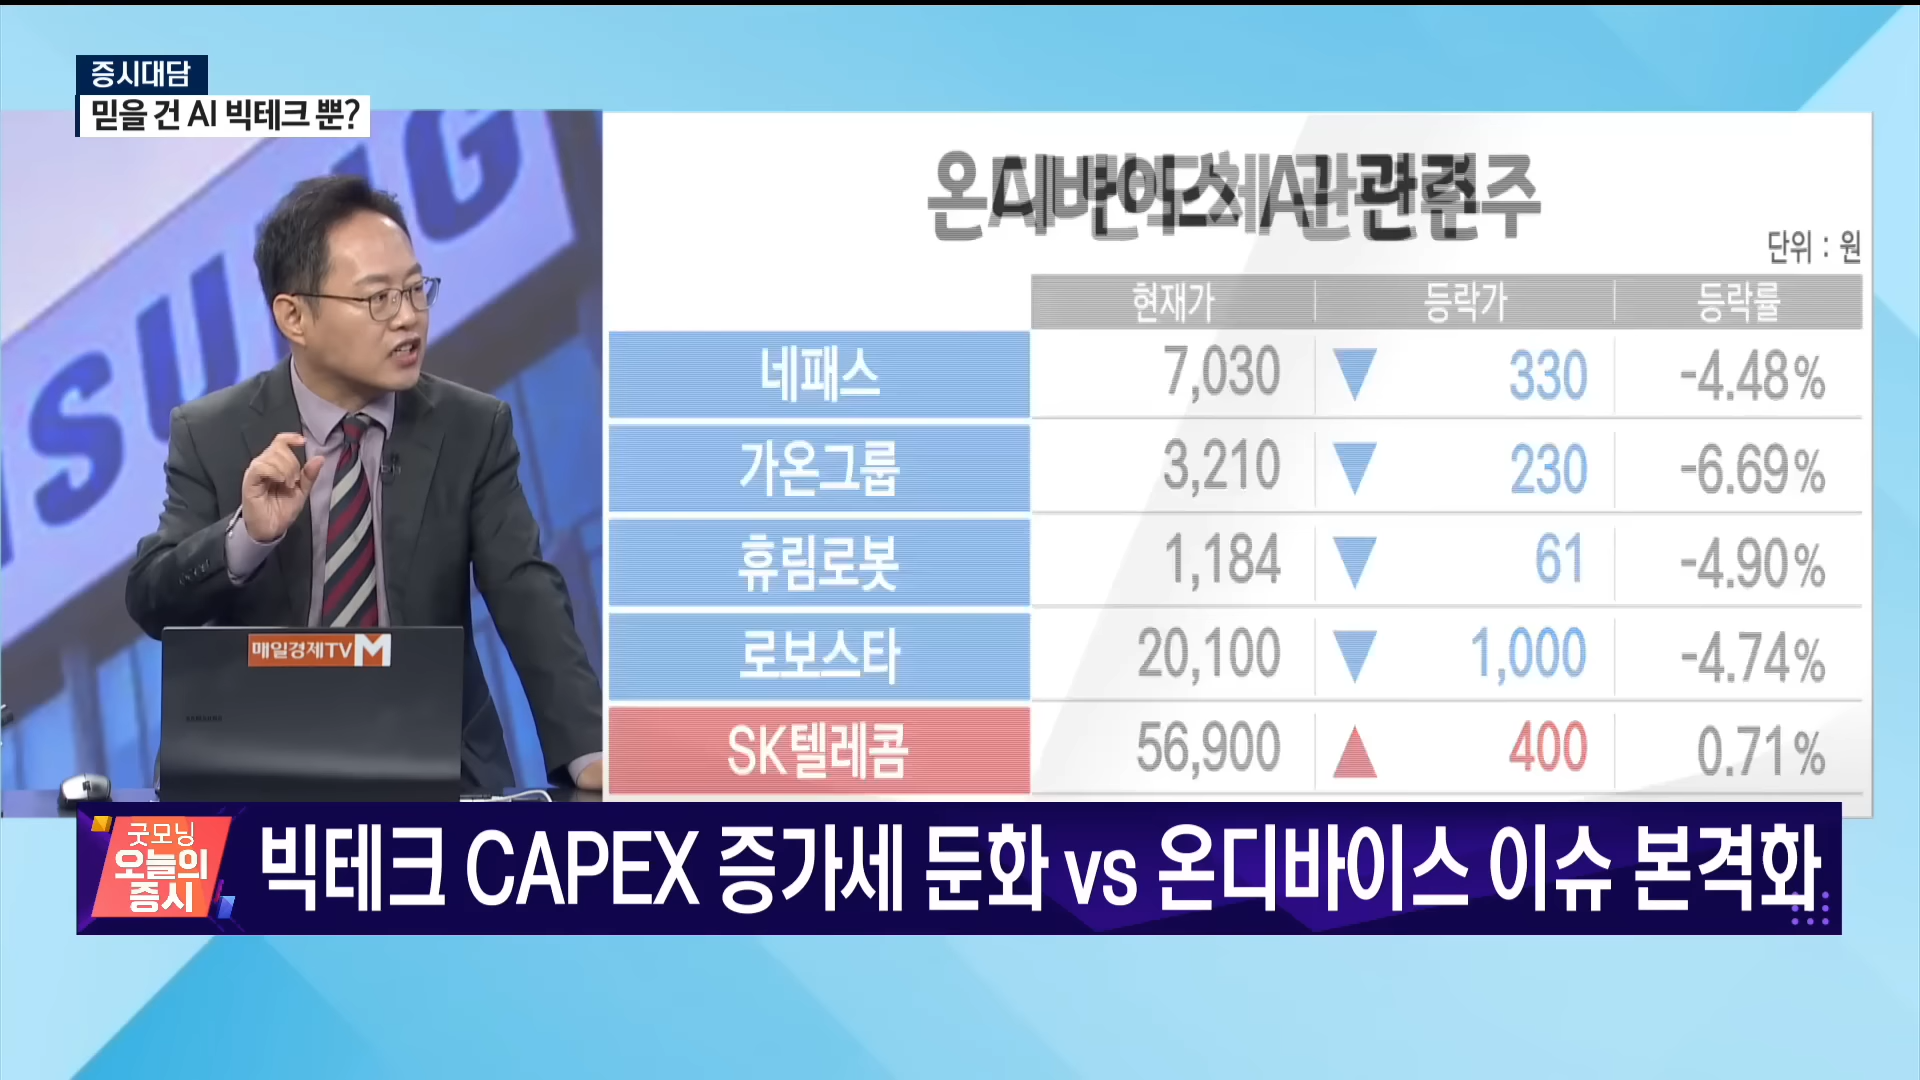 증시대담
믿을 건 AI 빅테크 뿐?
SAMSUNG
단위 : 원
현재가 등락가 등락률
네패스 7,030 ▼ 330 -4.48%
가온그룹 3,210 ▼ 230 -6.69%
휴림로봇 1,184 ▼ 61 -4.90%
로보스타 20,100 ▼ 1,000 -4.74%
SK텔레콤 56,900 ▲ 400 0.71%
매일경제TV M
SAMSUNG
굿모닝
오늘의
증시
빅테크 CAPEX 증가세 둔화 vs 온디바이스 이슈 본격화